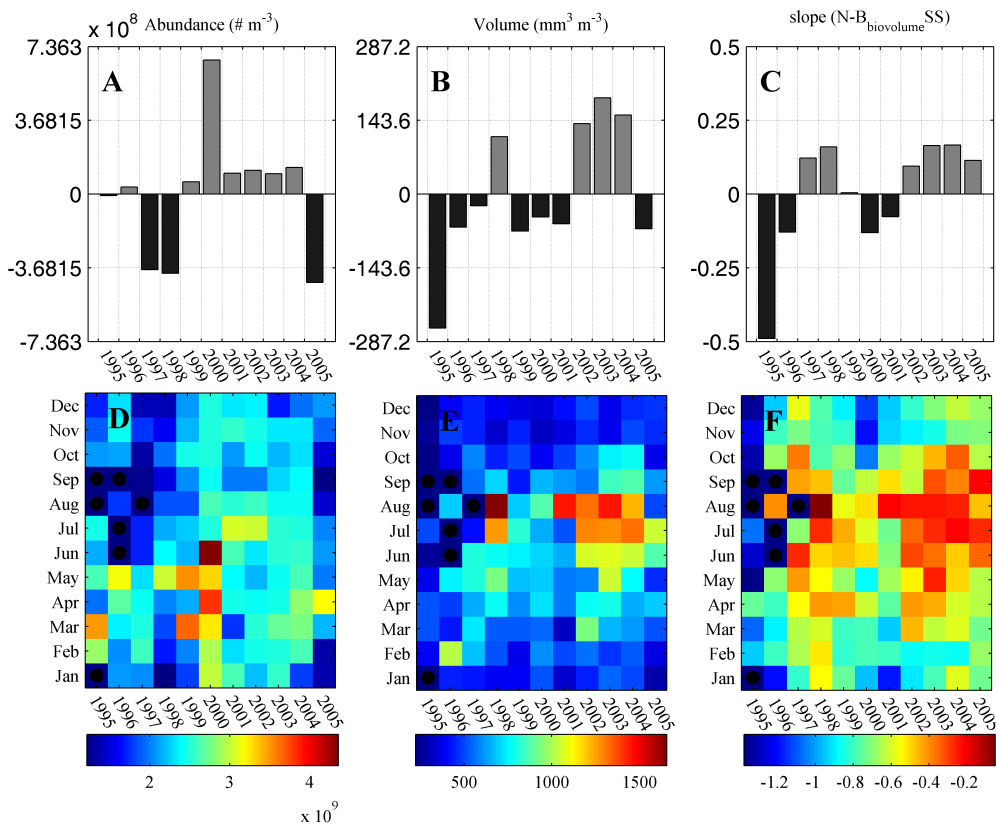 x 10^8
Abundance (# m^-3)
7.363
3.6815
0
-3.6815
-7.363
A
1995 1996 1997 1998 1999 2000 2001 2002 2003 2004 2005
Volume (mm^3 m^-3)
287.2
143.6
0
-143.6
-287.2
B
1995 1996 1997 1998 1999 2000 2001 2002 2003 2004 2005
slope (N-B_biovolume SS)
0.5
0.25
0
-0.25
-0.5
C
1995 1996 1997 1998 1999 2000 2001 2002 2003 2004 2005
D
Dec
Nov
Oct
Sep
Aug
Jul
Jun
May
Apr
Mar
Feb
Jan
1995 1996 1997 1998 1999 2000 2001 2002 2003 2004 2005
2 3 4
x 10^9
E
Dec
Nov
Oct
Sep
Aug
Jul
Jun
May
Apr
Mar
Feb
Jan
1995 1996 1997 1998 1999 2000 2001 2002 2003 2004 2005
500 1000 1500
F
Dec
Nov
Oct
Sep
Aug
Jul
Jun
May
Apr
Mar
Feb
Jan
1995 1996 1997 1998 1999 2000 2001 2002 2003 2004 2005
-1.2 -1 -0.8 -0.6 -0.4 -0.2